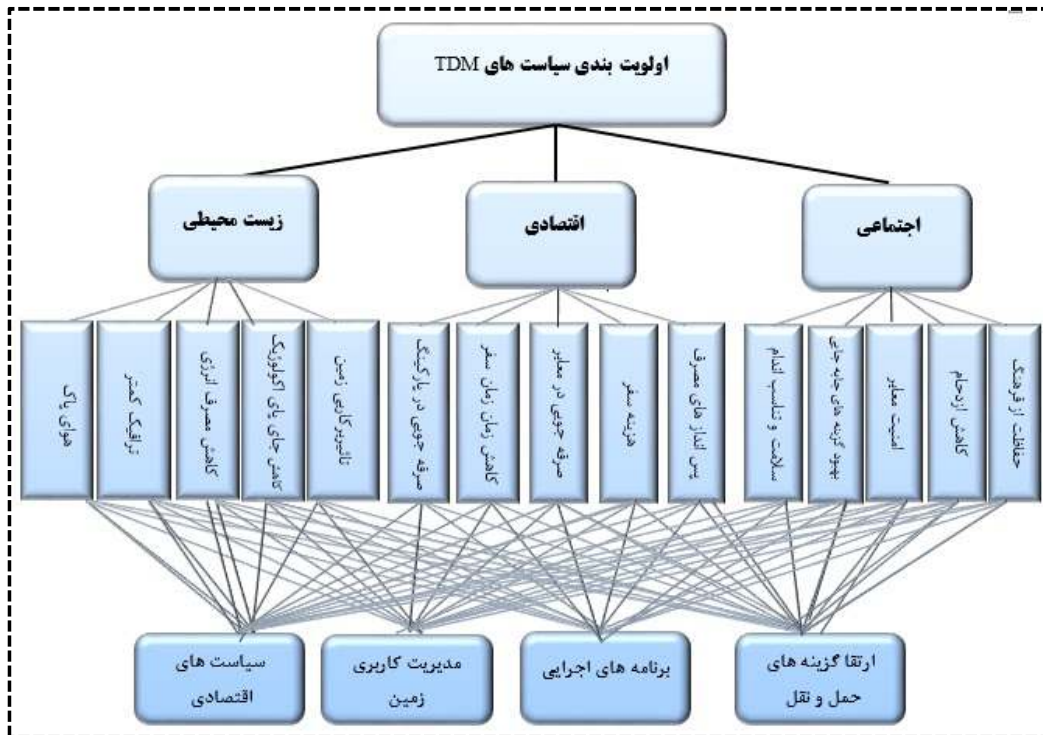 اولویت بندی سیاست های TDM
اجتماعی
اقتصادی
زیست محیطی
حفاظت از فرهنگ
کاهش ازدحام
امنیت معابر
بهبود گزینه های جابه جایی
سلامت و تناسب اندام
پس انداز های مصرف
هزینه سفر
صرفه جویی در معابر
کاهش زمان سفر
صرفه جویی در پارکینگ
تاثیربرکاربی زمین
کاهش جای پای اکولوژیک
کاهش مصرف انرژی
ترافیک کمتر
هوای پاک
ارتقا گزینه های
حمل و نقل
برنامه های اجرایی
مدیریت کاربری
زمین
سیاست های
اقتصادی